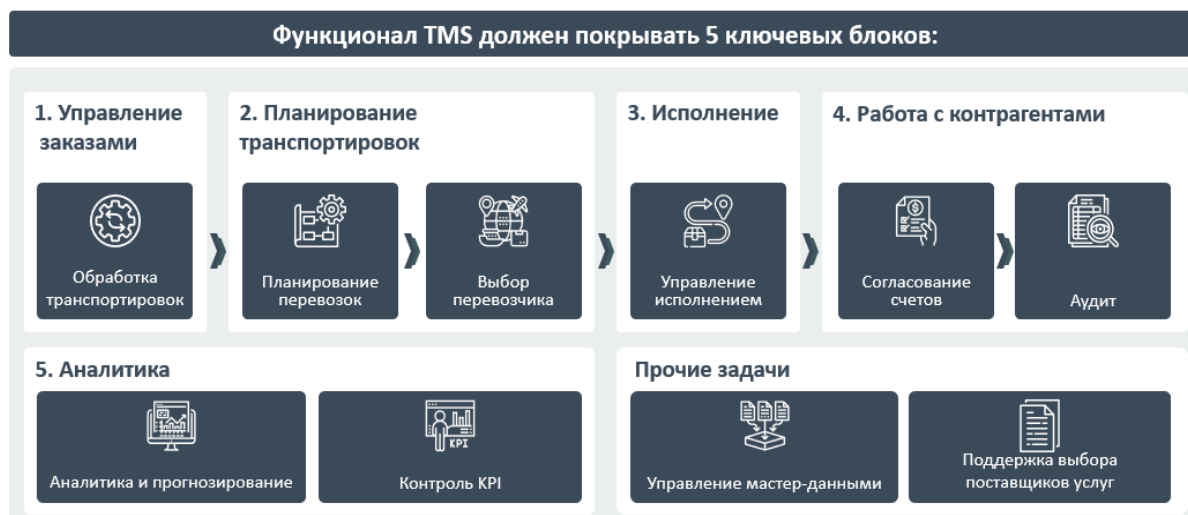 Функционал TMS должен покрывать 5 ключевых блоков:
1. Управление
заказами
Обработка
транспортировок
2. Планирование
транспортировок
Планирование
перевозок
Выбор
перевозчика
3. Исполнение
Управление
исполнением
4. Работа с контрагентами
Согласование
счетов
Аудит
5. Аналитика
Аналитика и прогнозирование
KPI
Контроль KPI
Прочие задачи
Управление мастер-данными
Поддержка выбора
поставщиков услуг